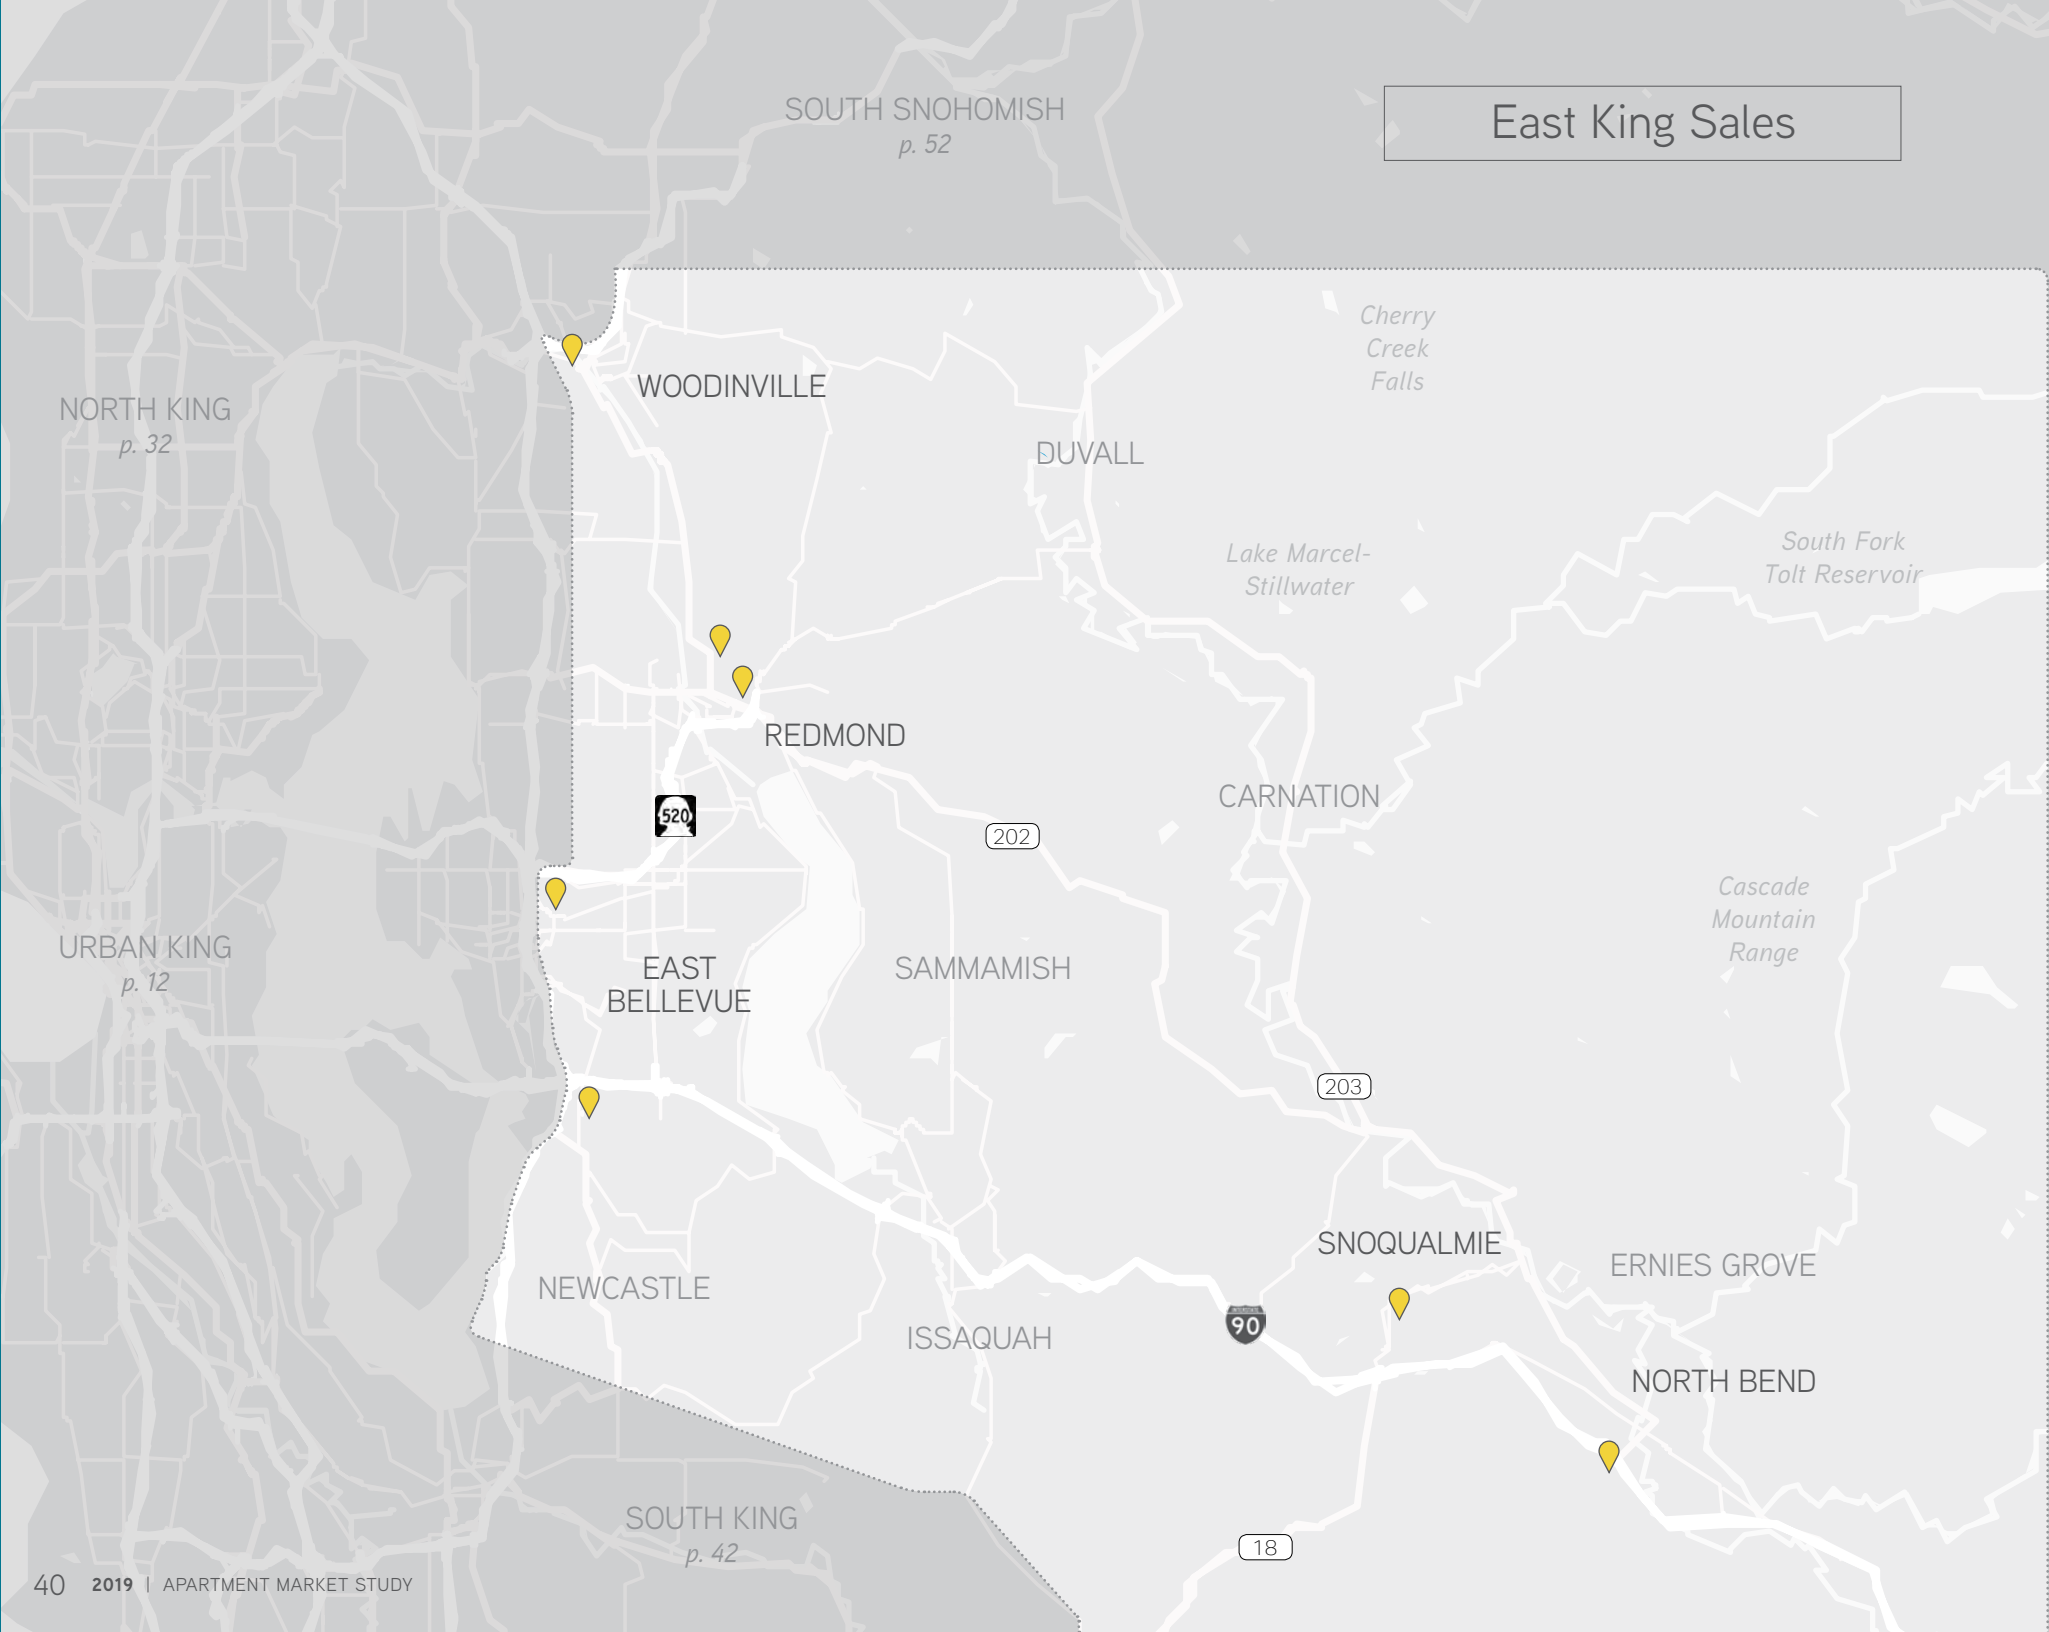 East King Sales
SOUTH SNOHOMISH
p. 52
Cherry
Creek
Falls
WOODINVILLE
NORTH KING
p. 32
DUVALL
Lake Marcel-
Stillwater
South Fork
Tolt Reservoir
REDMOND
CARNATION
520
202
Cascade
Mountain
Range
URBAN KING
p. 12
EAST
BELLEVUE
SAMMAMISH
203
SNOQUALMIE
ERNIES GROVE
NEWCASTLE
ISSAQUAH
90
NORTH BEND
SOUTH KING
p. 42
18
40 2019 | APARTMENT MARKET STUDY